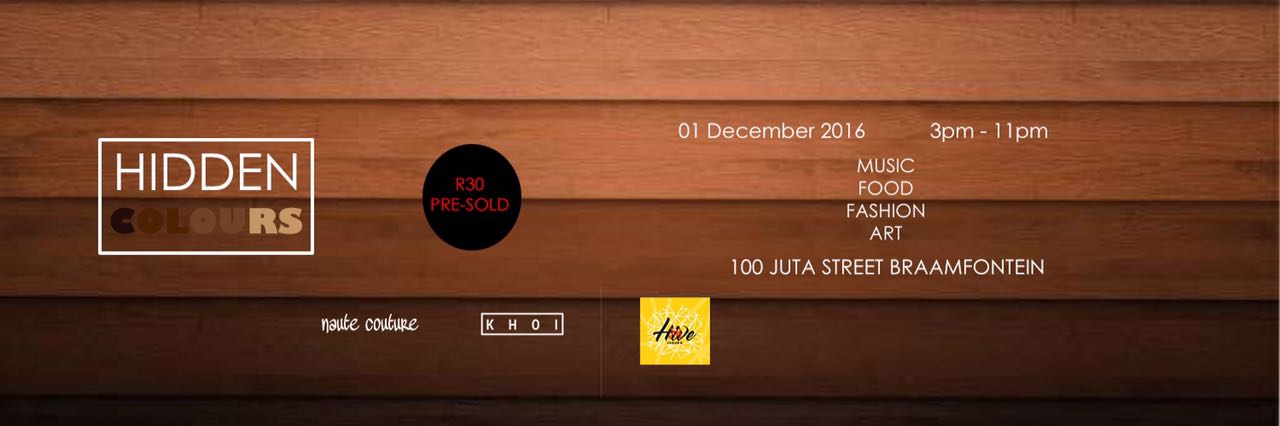 HIDDEN
COLOURS
R30
PRE-SOLD
01 December 2016 3pm - 11pm
MUSIC
FOOD
FASHION
ART
100 JUTA STREET BRAAMFONTEIN
naute couture
KHOI
Hive